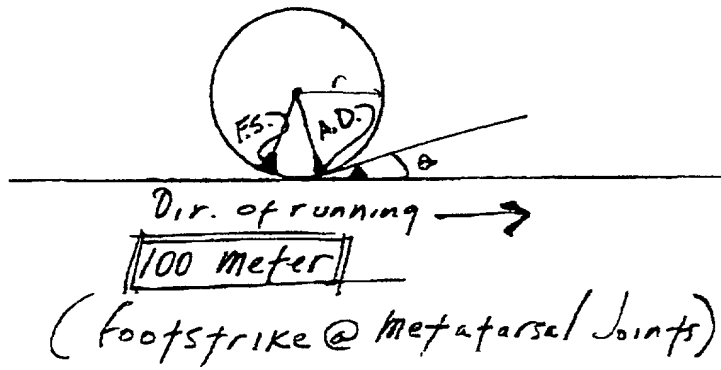 r
F.S. A.D.
θ
Dir. of running
100 meter
(footstrike @ metatarsal Joints)